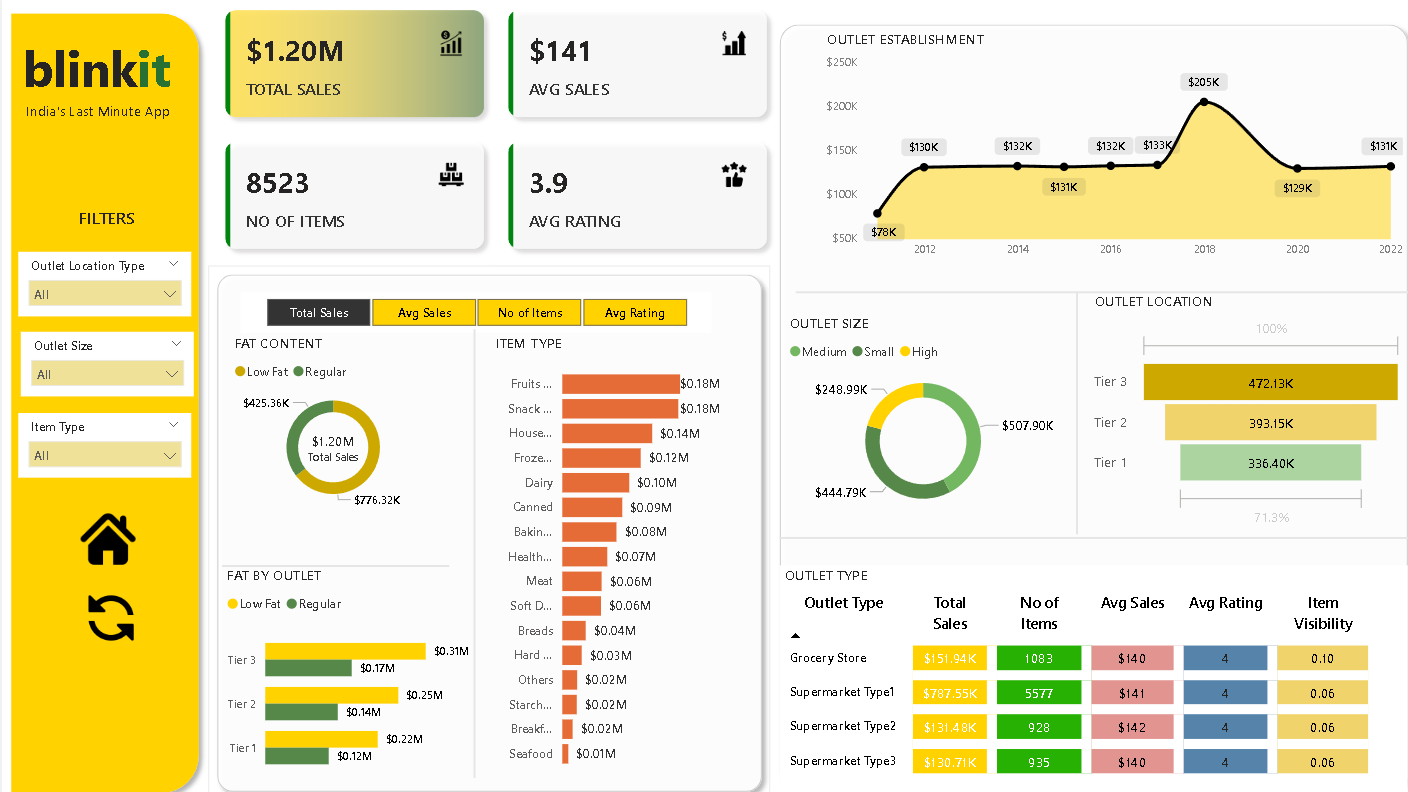 blinkit
India's Last Minute App
FILTERS
Outlet Location Type
All
Outlet Size
All
Item Type
All
$1.20M
TOTAL SALES
$141
AVG SALES
8523
NO OF ITEMS
3.9
AVG RATING
Total Sales
Avg Sales
No of Items
Avg Rating
FAT CONTENT
Low Fat
Regular
$425.36K
$1.20M
Total Sales
$776.32K
FAT BY OUTLET
Low Fat
Regular
Tier 3
$0.31M
$0.17M
Tier 2
$0.25M
$0.14M
Tier 1
$0.22M
$0.12M
ITEM TYPE
Fruits ... $0.18M
Snack ... $0.18M
House... $0.14M
Froze... $0.12M
Dairy $0.10M
Canned $0.09M
Bakin... $0.08M
Health... $0.07M
Meat $0.06M
Soft D... $0.06M
Breads $0.04M
Hard ... $0.03M
Others $0.02M
Starch... $0.02M
Breakf... $0.02M
Seafood $0.01M
OUTLET ESTABLISHMENT
$250K
$200K
$150K
$100K
$50K
$78K
$130K
$132K
$131K
$132K
$133K
$205K
$129K
$131K
2012
2014
2016
2018
2020
2022
OUTLET SIZE
Medium
Small
High
$248.99K
$507.90K
$444.79K
OUTLET LOCATION
100%
Tier 3 472.13K
Tier 2 393.15K
Tier 1 336.40K
71.3%
OUTLET TYPE
Outlet Type Total Sales No of Items Avg Sales Avg Rating Item Visibility
Grocery Store $151.94K 1083 $140 4 0.10
Supermarket Type1 $787.55K 5577 $141 4 0.06
Supermarket Type2 $131.48K 928 $142 4 0.06
Supermarket Type3 $130.71K 935 $140 4 0.06